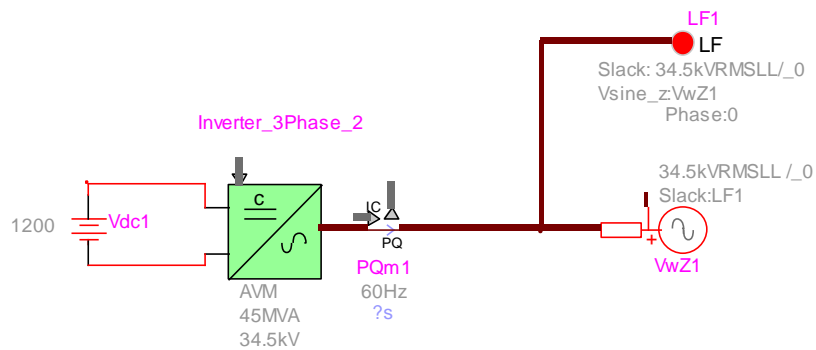 LF1
LF
Slack: 34.5kVRMSLL/_0
Vsine_z:VwZ1
Phase:0
Inverter_3Phase_2
34.5kVRMSLL /_0
Slack:LF1
1200
Vdc1
C
IC
PQ
+
VwZ1
PQm1
AVM
60Hz
45MVA
?s
34.5kV